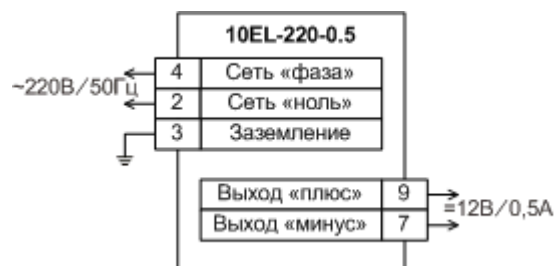 10EL-220-0.5
4 Сеть «фаза»
~220В/50Гц
2 Сеть «ноль»
3 Заземление
Выход «плюс» 9
=12В/0,5А
Выход «минус» 7